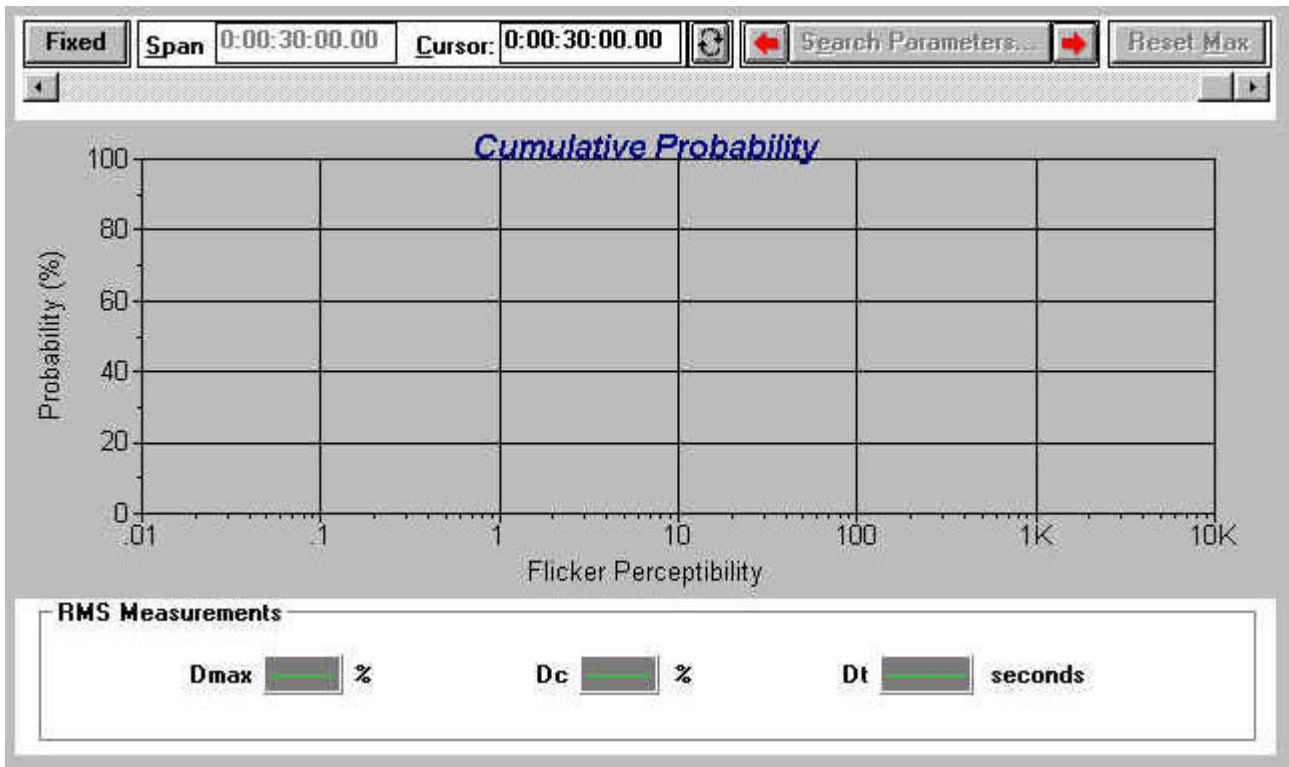 Fixed Span 0:00:30:00.00 Cursor: 0:00:30:00.00 Search Parameters... Reset Max
Cumulative Probability
100
80
60
40
20
0
Probability (%)
.01 .1 1 10 100 1K 10K
Flicker Perceptibility
RMS Measurements
Dmax % Dc % Dt seconds